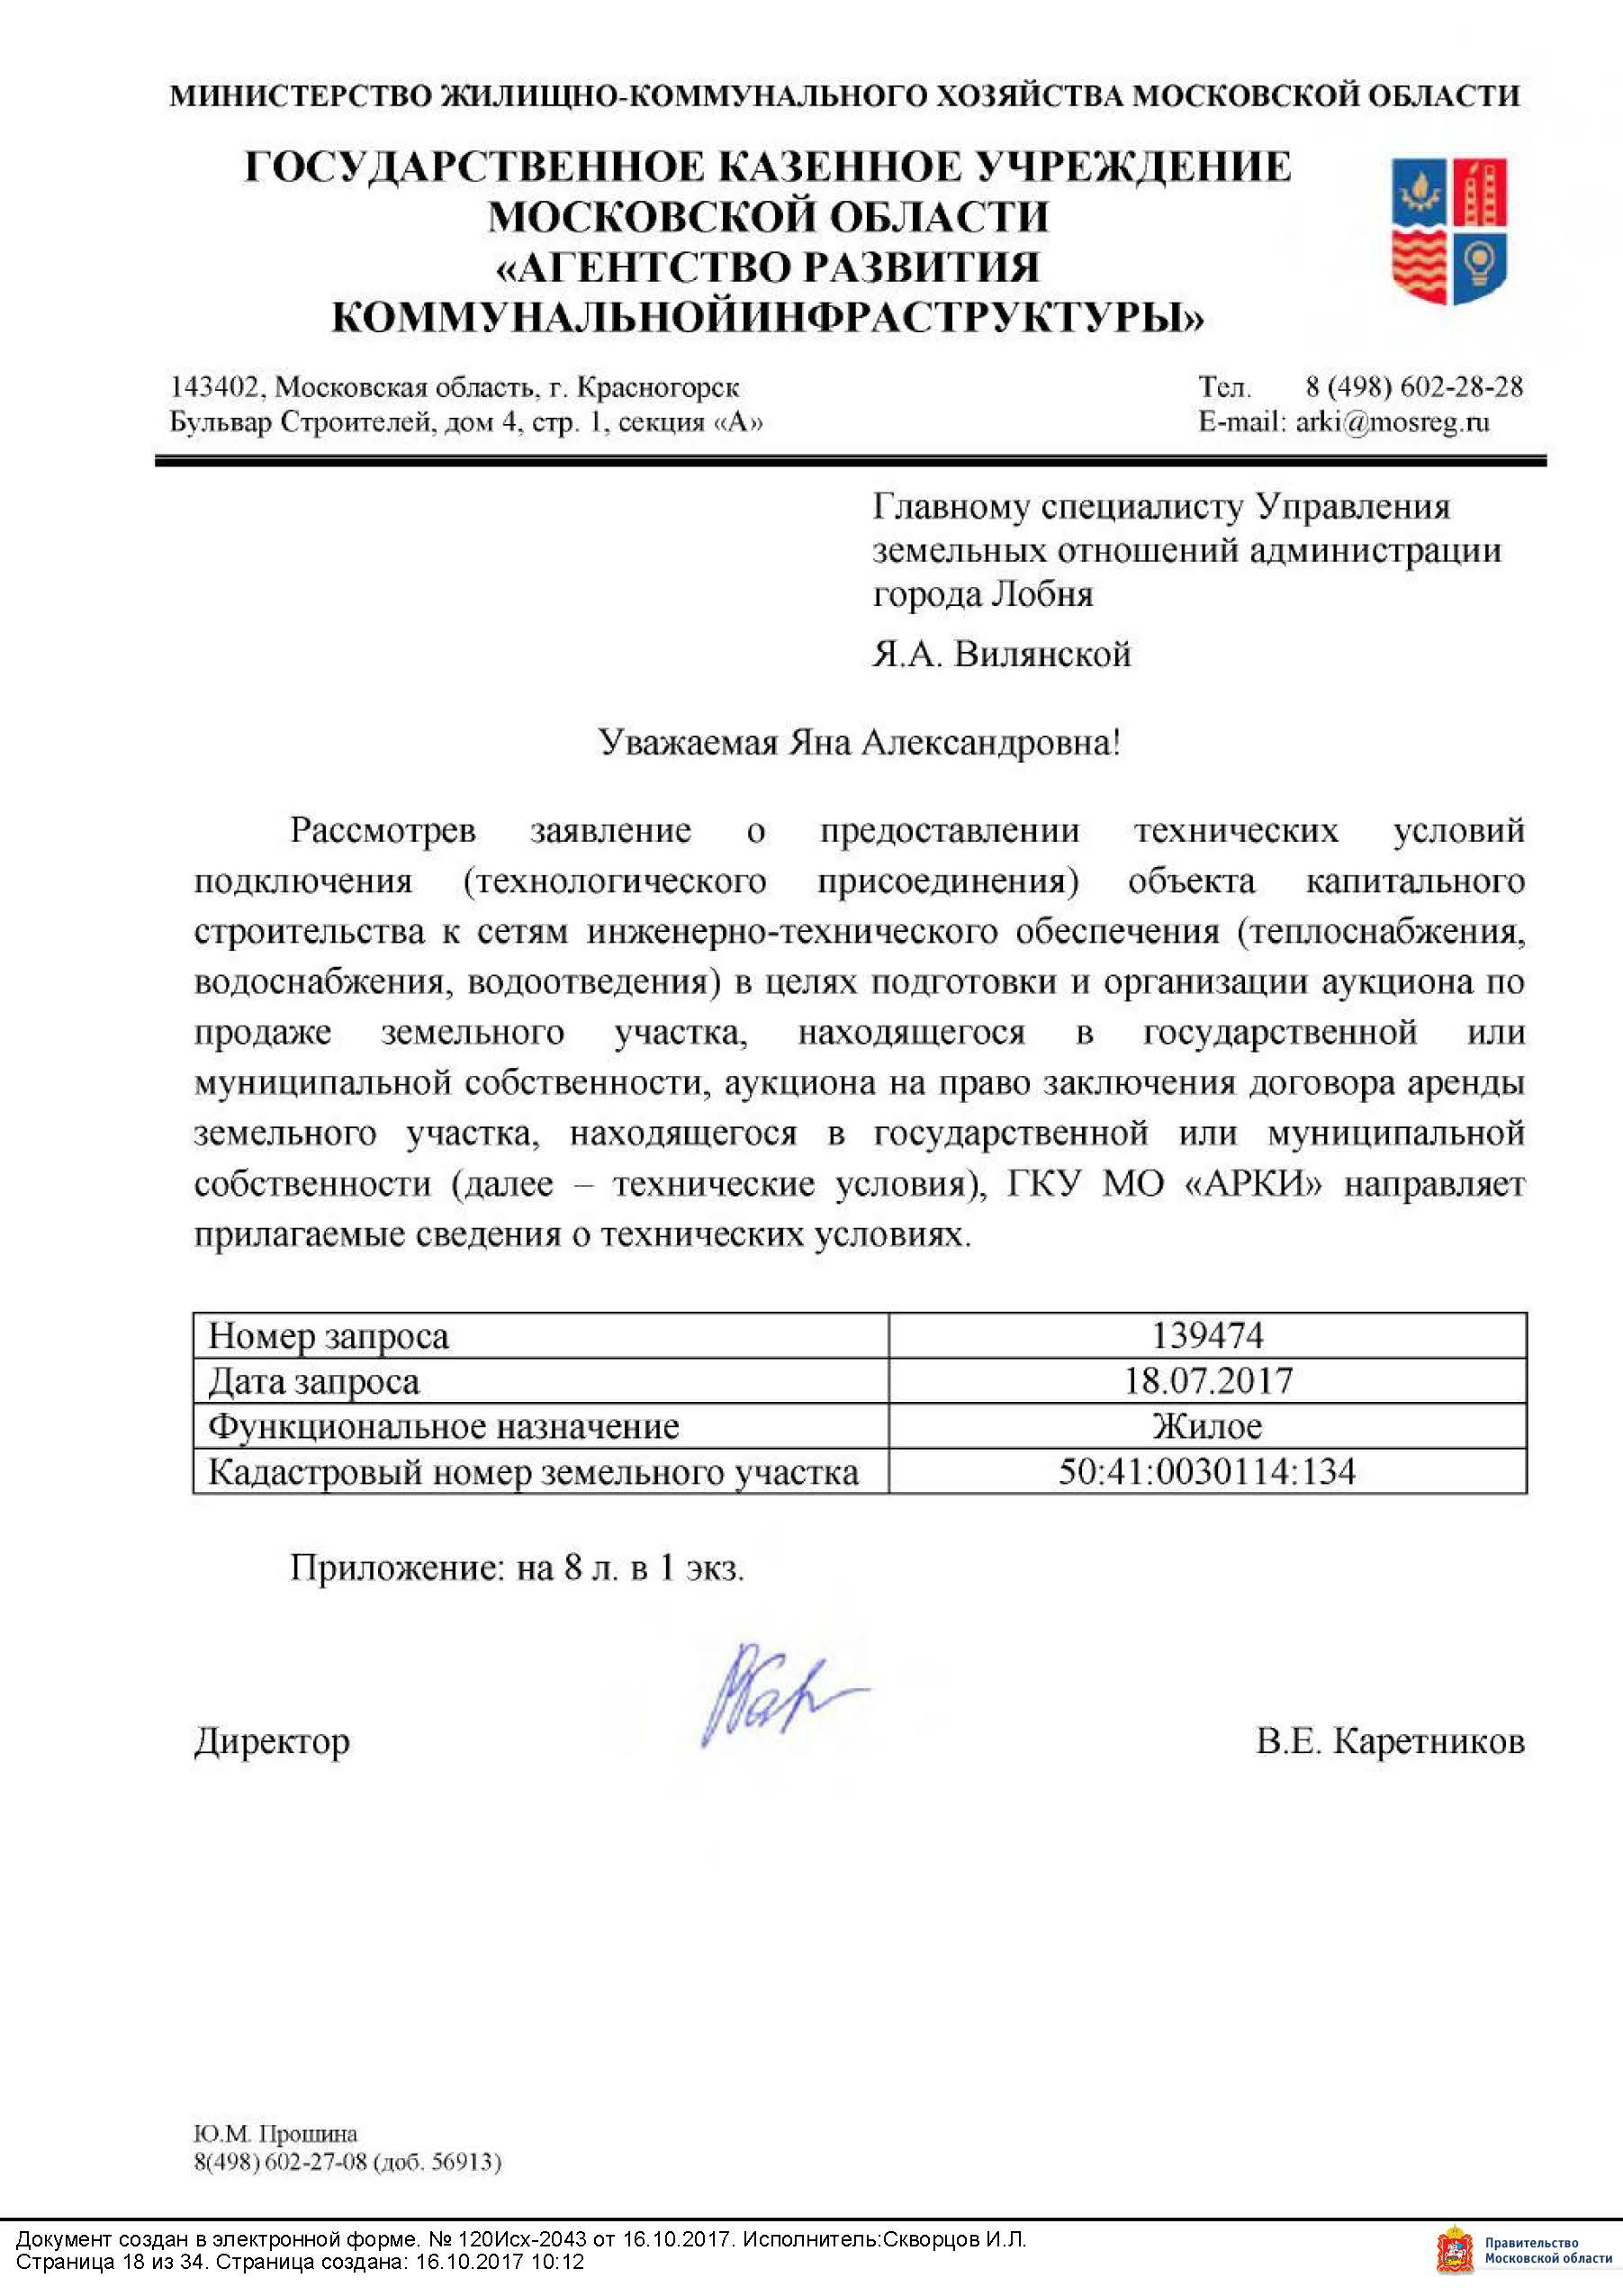 МИНИСТЕРСТВО ЖИЛИЩНО-КОММУНАЛЬНОГО ХОЗЯЙСТВА МОСКОВСКОЙ ОБЛАСТИ
ГОСУДАРСТВЕННОЕ КАЗЕННОЕ УЧРЕЖДЕНИЕ
МОСКОВСКОЙ ОБЛАСТИ
«АГЕНТСТВО РАЗВИТИЯ
КОММУНАЛЬНОЙИНФРАСТРУКТУРЫ»
143402, Московская область, г. Красногорск
Бульвар Строителей, дом 4, стр. 1, секция «А»
Тел. 8 (498) 602-28-28
E-mail: arki@mosreg.ru
Главному специалисту Управления
земельных отношений администрации
города Лобня
Я.А. Вилянской
Уважаемая Яна Александровна!
Рассмотрев заявление о предоставлении технических условий
подключения (технологического присоединения) объекта капитального
строительства к сетям инженерно-технического обеспечения (теплоснабжения,
водоснабжения, водоотведения) в целях подготовки и организации аукциона по
продаже земельного участка, находящегося в государственной или
муниципальной собственности, аукциона на право заключения договора аренды
земельного участка, находящегося в государственной или муниципальной
собственности (далее – технические условия), ГКУ МО «АРКИ» направляет
прилагаемые сведения о технических условиях.
Номер запроса 139474
Дата запроса 18.07.2017
Функциональное назначение Жилое
Кадастровый номер земельного участка 50:41:0030114:134
Приложение: на 8 л. в 1 экз.
Директор В.Е. Каретников
Ю.М. Прошина
8(498) 602-27-08 (доб. 56913)
Документ создан в электронной форме. № 120Исх-2043 от 16.10.2017. Исполнитель:Скворцов И.Л.
Страница 18 из 34. Страница создана: 16.10.2017 10:12
Правительство
Московской области